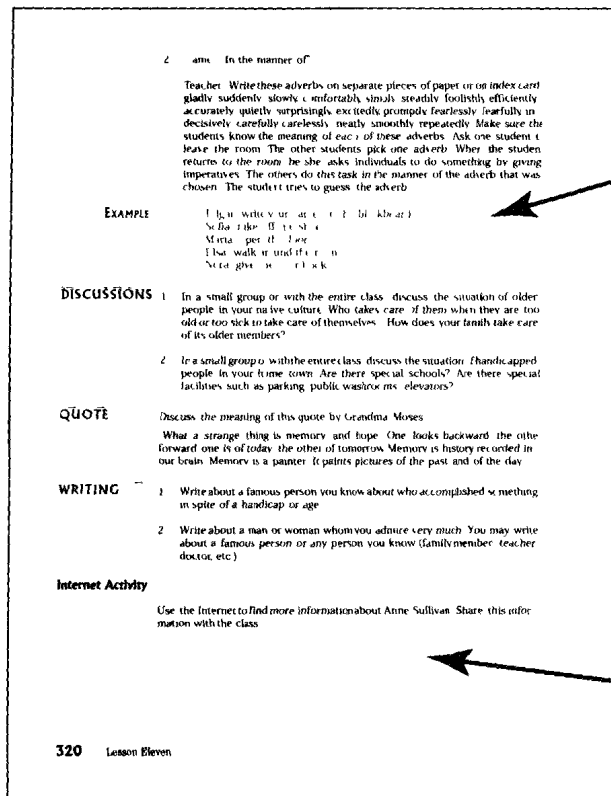 2 In the manner of
Teacher Write these adverbs on separate pieces of paper or on index card
gladly suddenly slowly comfortably simply steadily foolishly efficiently
accurately quietly surprisingly excitedly promptly fearlessly fearfully in
decisively carefully carelessly neatly smoothly repeatedly Make sure the
students know the meaning of each of these adverbs Ask one student
leave the room The other students pick one adverb When the studen
returns to the room he she asks individuals to do something by giving
imperatives The others do this task in the manner of the adverb that was
chosen The student tries to guess the adverb
EXAMPLE
DISCUSSIONS 1 In a small group or with the entire class discuss the situation of older
people in your native culture Who takes care of them when they are too
old or too sick to take care of themselves How does your family take care
of its older members?
2 In a small group o with the entire class discuss the situation f handicapped
people in your home town Are there special schools? Are there special
facilities such as parking public washrooms elevators?
QUOTE Discuss the meaning of this quote by Grandma Moses
What a strange thing is memory and hope One looks backward the othe
forward one is of today the other of tomorrow Memory is history recorded in
our brain Memory is a painter It paints pictures of the past and of the day
WRITING 1 Write about a famous person you know about who accomplished something
in spite of a handicap or age
2 Write about a man or woman whom you admire very much You may write
about a famous person or any person you know (family member teacher
doctor, etc )
Internet Activity
Use the Internet to find more information about Anne Sullivan Share this infor
mation with the class
320 Lesson Eleven